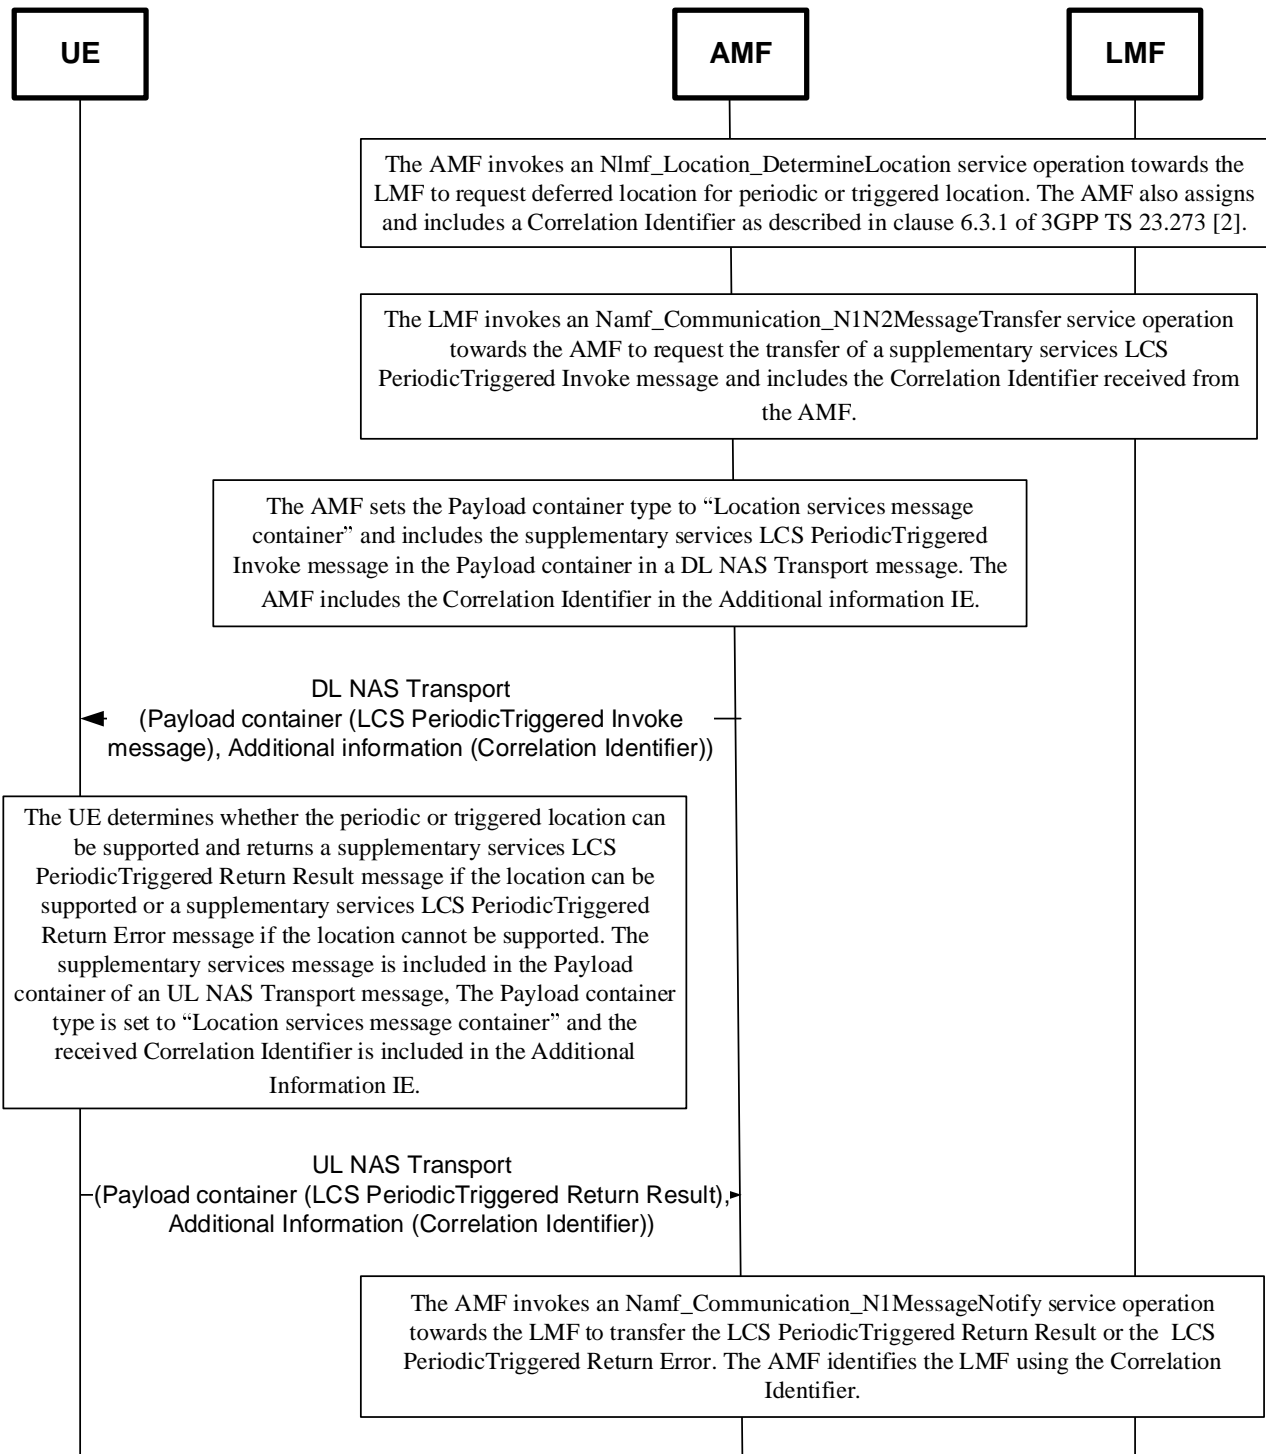 UE
AMF
LMF
The AMF invokes an Nlmf_Location_DetermineLocation service operation towards the
LMF to request deferred location for periodic or triggered location. The AMF also assigns
and includes a Correlation Identifier as described in clause 6.3.1 of 3GPP TS 23.273 [2].
The LMF invokes an Namf_Communication_N1N2MessageTransfer service operation
towards the AMF to request the transfer of a supplementary services LCS
PeriodicTriggered Invoke message and includes the Correlation Identifier received from
the AMF.
The AMF sets the Payload container type to “Location services message
container” and includes the supplementary services LCS PeriodicTriggered
Invoke message in the Payload container in a DL NAS Transport message. The
AMF includes the Correlation Identifier in the Additional information IE.
DL NAS Transport
(Payload container (LCS PeriodicTriggered Invoke
message), Additional information (Correlation Identifier))
The UE determines whether the periodic or triggered location can
be supported and returns a supplementary services LCS
PeriodicTriggered Return Result message if the location can be
supported or a supplementary services LCS PeriodicTriggered
Return Error message if the location cannot be supported. The
supplementary services message is included in the Payload
container of an UL NAS Transport message, The Payload container
type is set to “Location services message container” and the
received Correlation Identifier is included in the Additional
Information IE.
UL NAS Transport
(Payload container (LCS PeriodicTriggered Return Result),
Additional Information (Correlation Identifier))
The AMF invokes an Namf_Communication_N1MessageNotify service operation
towards the LMF to transfer the LCS PeriodicTriggered Return Result or the LCS
PeriodicTriggered Return Error. The AMF identifies the LMF using the Correlation
Identifier.